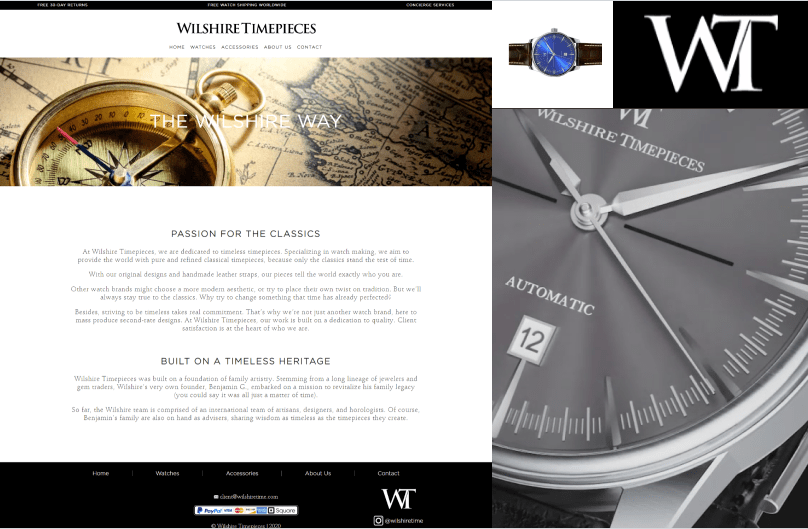 FREE 30-DAY RETURNS
FREE WATCH SHIPPING WORLDWIDE
CONCIERGE SERVICES
WILSHIRE TIMEPIECES
HOME WATCHES ACCESSORIES ABOUT US CONTACT
THE WILSHIRE WAY
PASSION FOR THE CLASSICS
At Wilshire Timepieces, we are dedicated to timeless timepieces. Specializing in watch making, we aim to
provide the world with pure and refined classical timepieces, because only the classics stand the test of time.
With our original designs and handmade leather straps, our pieces tell the world exactly who you are.
Other watch brands might choose a more modern aesthetic, or try to place their own twist on tradition. But we'll
always stay true to the classics. Why try to change something that time has already perfected?
Besides, striving to be timeless takes real commitment. That's why we're not just another watch brand, here to
mass produce second-rate designs. At Wilshire Timepieces, our work is built on a dedication to quality. Client
satisfaction is at the heart of who we are.
BUILT ON A TIMELESS HERITAGE
Wilshire Timepieces was built on a foundation of family artistry. Stemming from a long lineage of jewelers and
gem traders, Wilshire's very own founder, Benjamin G., embarked on a mission to revitalize his family legacy
(you could say it was all just a matter of time).
So far, the Wilshire team is comprised of an international team of artisans, designers, and horologists. Of course,
Benjamin's family are also on hand as advisers, sharing wisdom as timeless as the timepieces they create.
Home | Watches | Accessories | About Us | Contact
client@wilshiretime.com
WT
PayPal VISA Square
@wilshiretime
© Wilshire Timepieces | 2020
WT
WT
WILSHIRE TIMEPIECES
AUTOMATIC
12